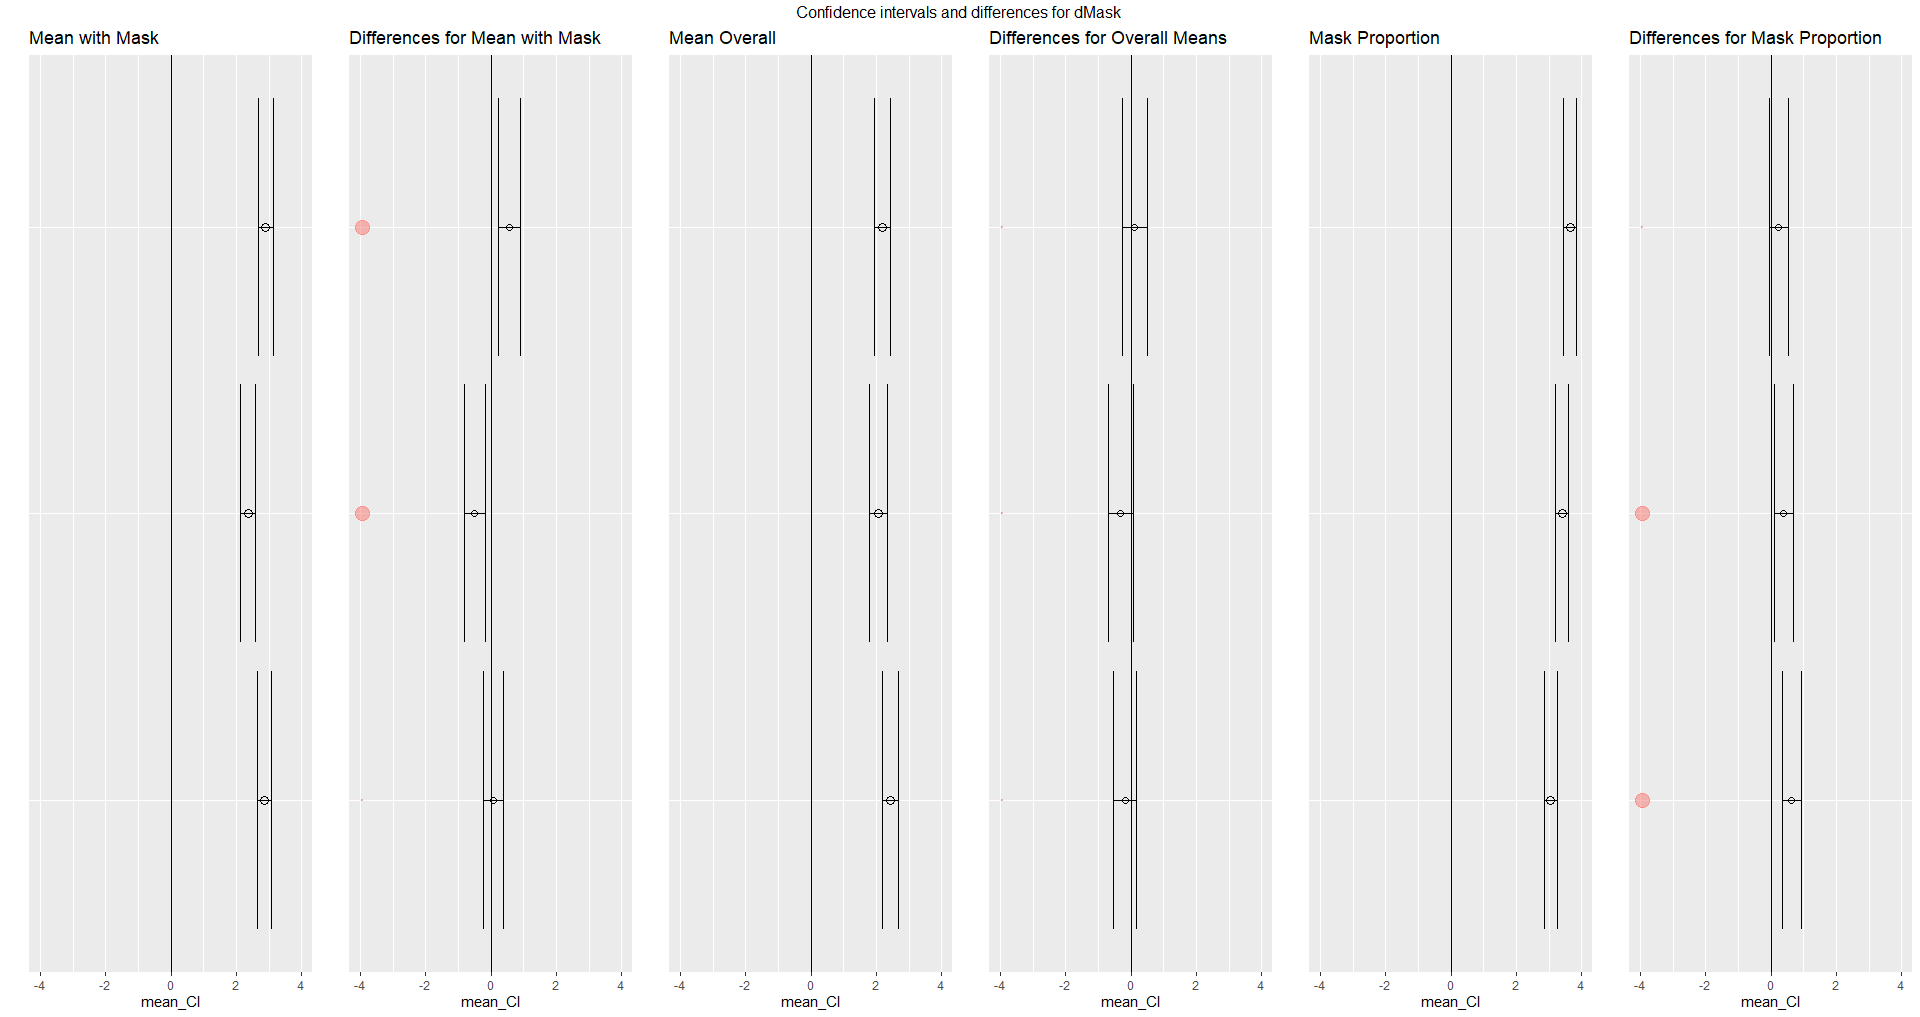 Confidence intervals and differences for dMask
Mean with Mask
Differences for Mean with Mask
Mean Overall
Differences for Overall Means
Mask Proportion
Differences for Mask Proportion
-4 -2 0 2 4
-4 -2 0 2 4
-4 -2 0 2 4
-4 -2 0 2 4
-4 -2 0 2 4
-4 -2 0 2 4
mean_CI
mean_CI
mean_CI
mean_CI
mean_CI
mean_CI